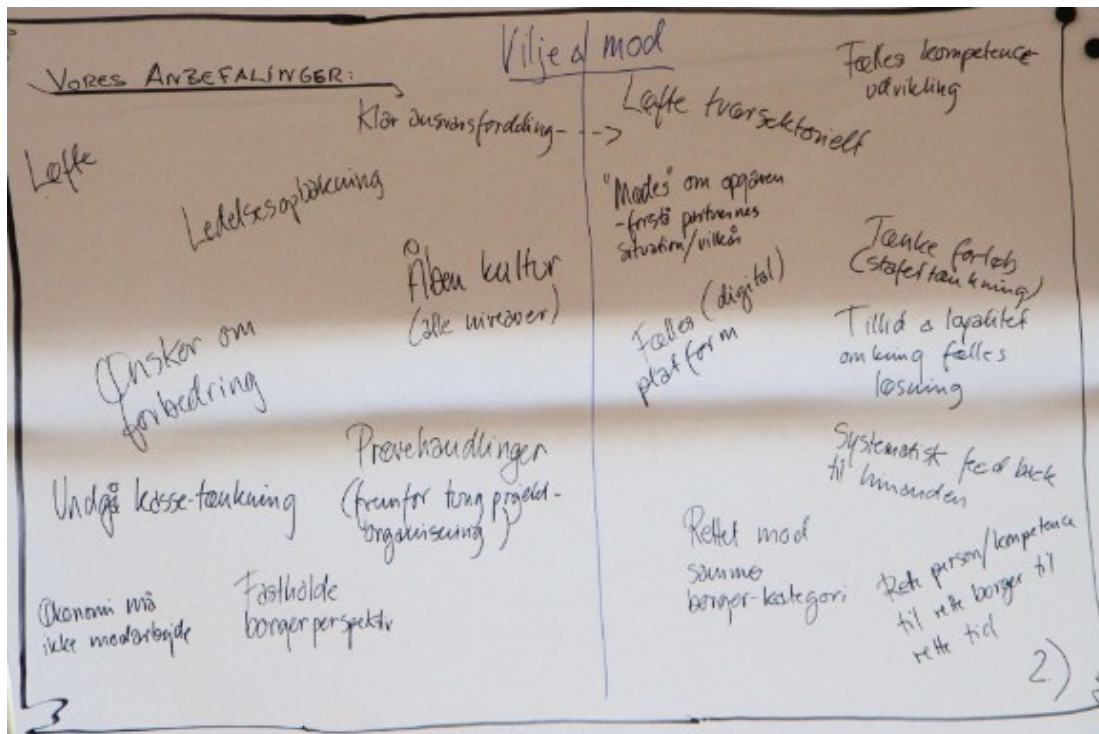 Vilje & mod
VORES ANBEFALINGER:
Klar ansvarsfordeling- - ->
Løfte
Ledelsesopbakning
Åben kultur
(alle niveauer)
Ønsker om
forbedring
Prøvehandlinger
(fremfor tung projekt-
organisering)
Undgå kasse-tænkning
Økonomi må
ikke modarbejde
Fastholde
borgerperspektiv
Fælles kompetence-
udvikling
Løfte tværsektorielt
"Mødes" om opgaven
- forstå partnernes
situation/vilkår
Tænke forløb
(stafettænkning)
Fælles (digital)
platform
Tillid & loyalitet
omkring fælles
løsning
Systematisk feedback
til hinanden
Rettet mod
samme
borger-kategori
Rette person/kompetence
til rette borger til
rette tid
2)